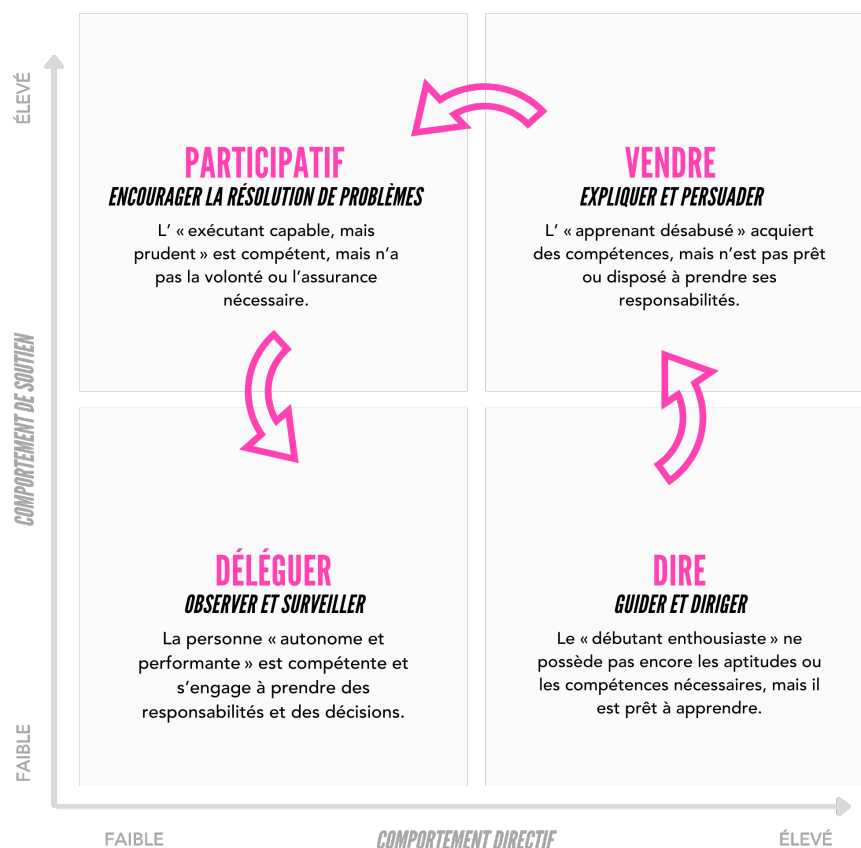 ÉLEVÉ
COMPORTEMENT DE SOUTIEN
FAIBLE
PARTICIPATIF
ENCOURAGER LA RÉSOLUTION DE PROBLÈMES
L’ « exécutant capable, mais
prudent » est compétent, mais n’a
pas la volonté ou l’assurance
nécessaire.
VENDRE
EXPLIQUER ET PERSUADER
L’ « apprenant désabusé » acquiert
des compétences, mais n’est pas prêt
ou disposé à prendre ses
responsabilités.
DÉLÉGUER
OBSERVER ET SURVEILLER
La personne « autonome et
performante » est compétente et
s’engage à prendre des
responsabilités et des décisions.
DIRE
GUIDER ET DIRIGER
Le « débutant enthousiaste » ne
possède pas encore les aptitudes ou
les compétences nécessaires, mais il
est prêt à apprendre.
FAIBLE
COMPORTEMENT DIRECTIF
ÉLEVÉ